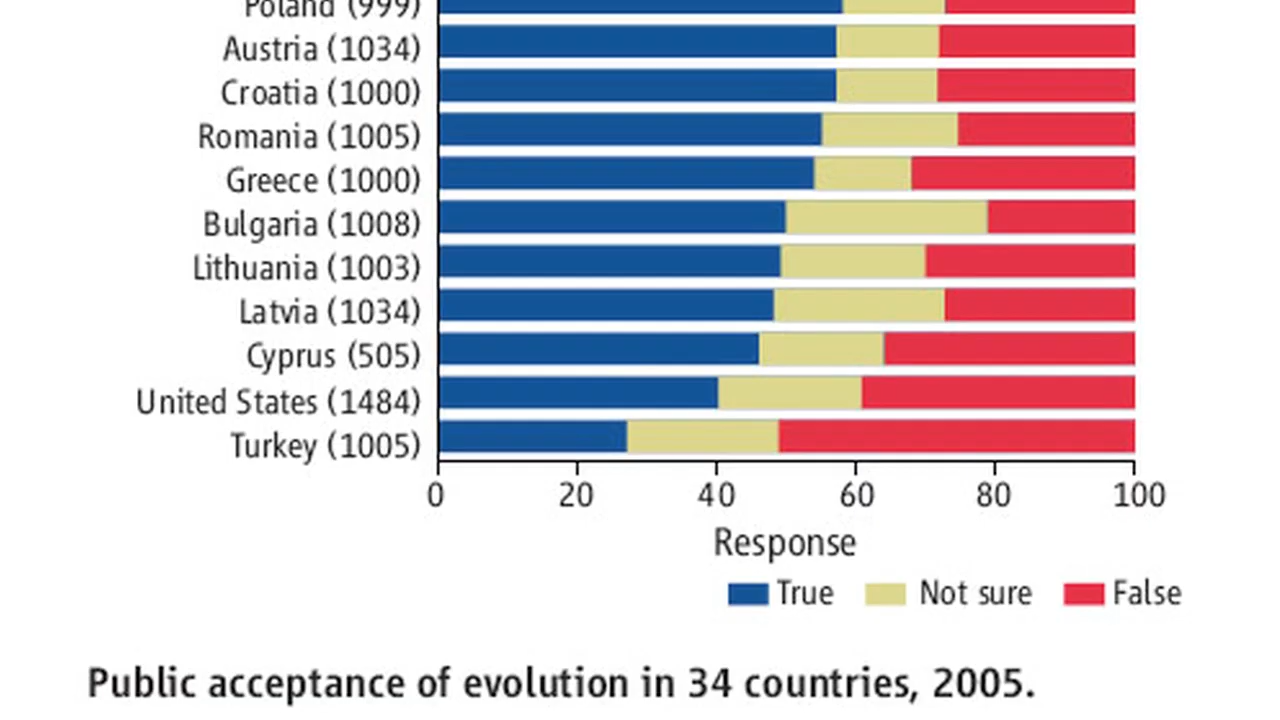 Poland (999)
Austria (1034)
Croatia (1000)
Romania (1005)
Greece (1000)
Bulgaria (1008)
Lithuania (1003)
Latvia (1034)
Cyprus (505)
United States (1484)
Turkey (1005)
0 20 40 60 80 100
Response
True Not sure False
Public acceptance of evolution in 34 countries, 2005.